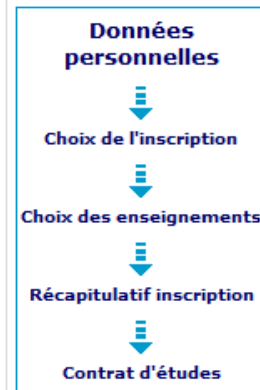 Données
personnelles
Choix de l'inscription
Choix des enseignements
Récapitulatif inscription
Contrat d'études